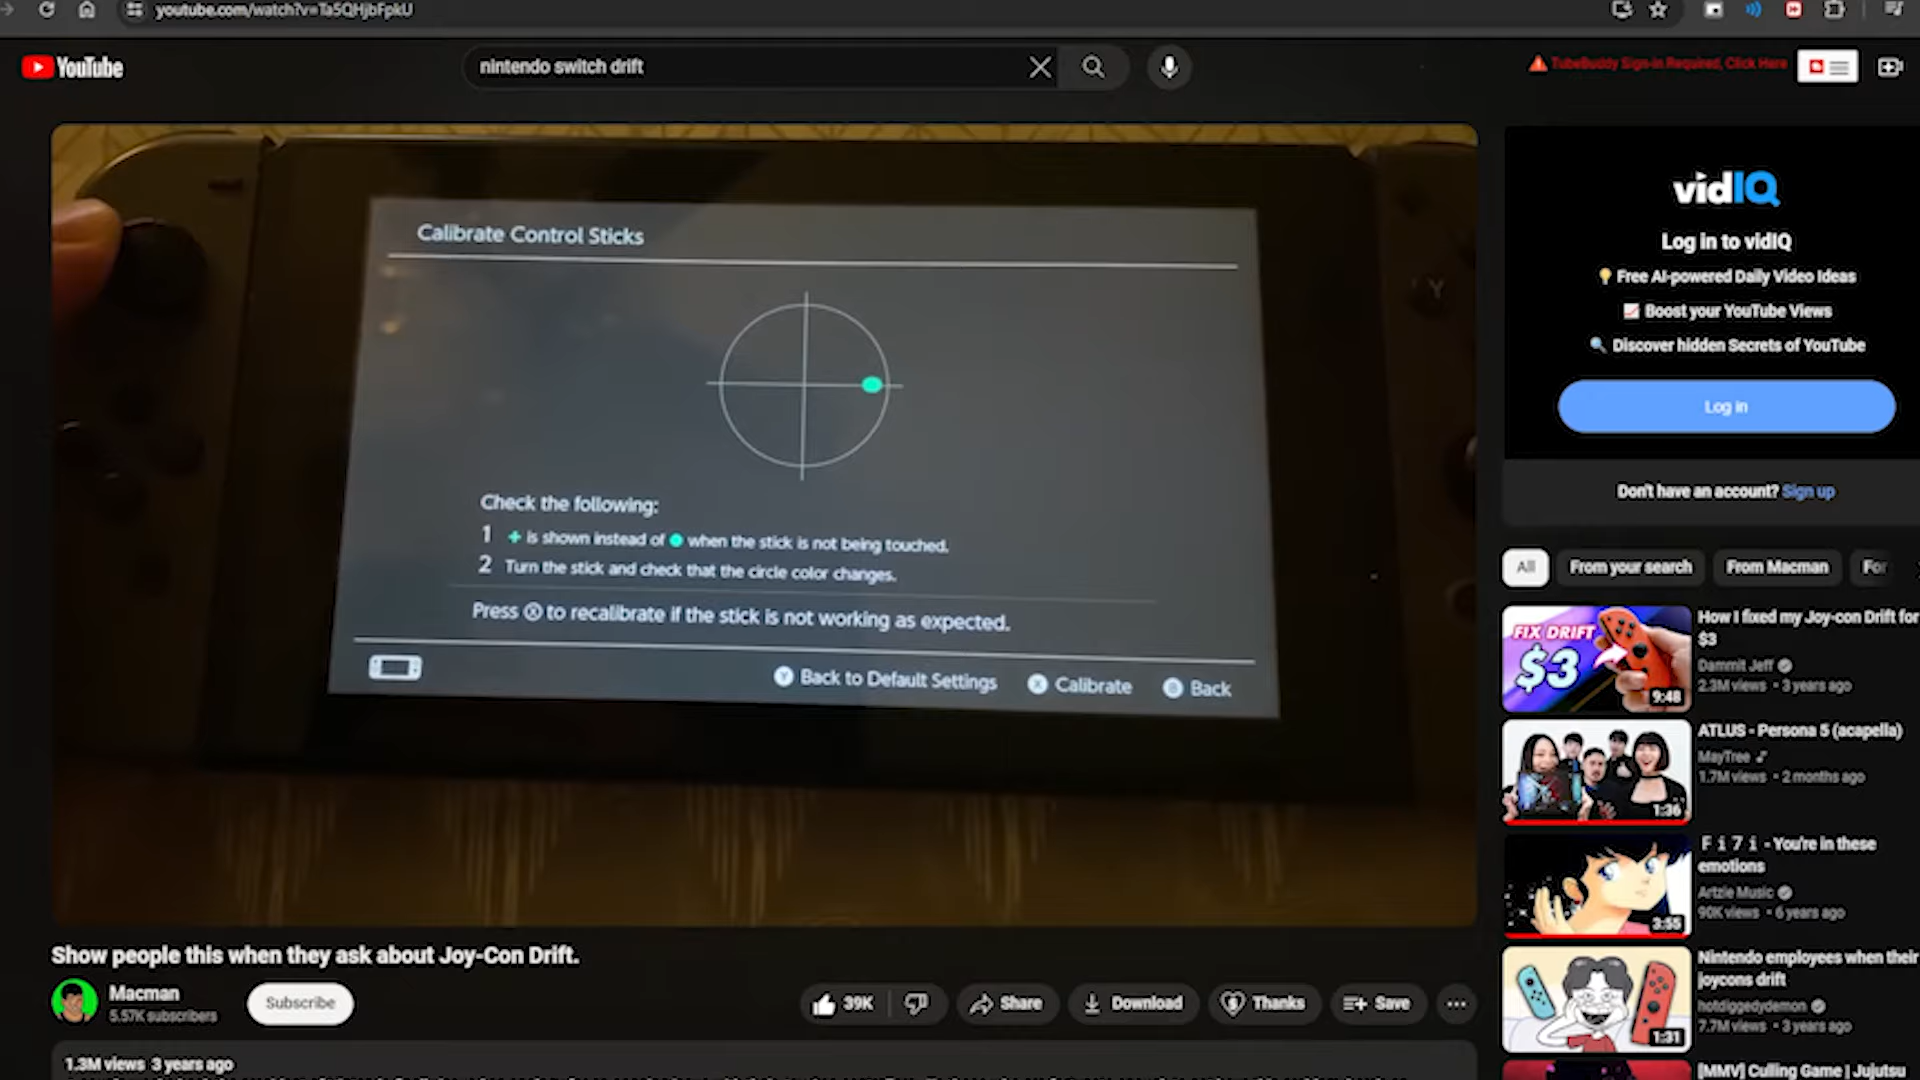 youtube.com/watch?v=Ta5QHjbFpkU
YouTube
nintendo switch drift
TubeBuddy Sign-in Required, Click Here
Calibrate Control Sticks
Check the following:
1 + is shown instead of ● when the stick is not being touched.
2 Turn the stick and check that the circle color changes.
Press Ⓧ to recalibrate if the stick is not working as expected.
Ⓨ Back to Default Settings Ⓧ Calibrate Ⓑ Back
Y
Show people this when they ask about Joy-Con Drift.
Macman
5.57K subscribers
Subscribe
39K
Share
Download
Thanks
Save
1.3M views 3 years ago
vidIQ
Log in to vidIQ
Free AI-powered Daily Video Ideas
Boost your YouTube Views
Discover hidden Secrets of YouTube
Log in
Don't have an account? Sign up
All
From your search
From Macman
For
FIX DRIFT
$3
9:48
How I fixed my Joy-con Drift for
$3
Dammit Jeff
2.3M views • 3 years ago
1:36
ATLUS - Persona 5 (acapella)
MayTree
1.7M views • 2 months ago
3:55
Ｆｉ７ｉ - You're in these
emotions
Artzie Music
90K views • 6 years ago
1:31
Nintendo employees when their
joycons drift
hotdiggedydemon
7.7M views • 3 years ago
[MMV] Culling Game | Jujutsu